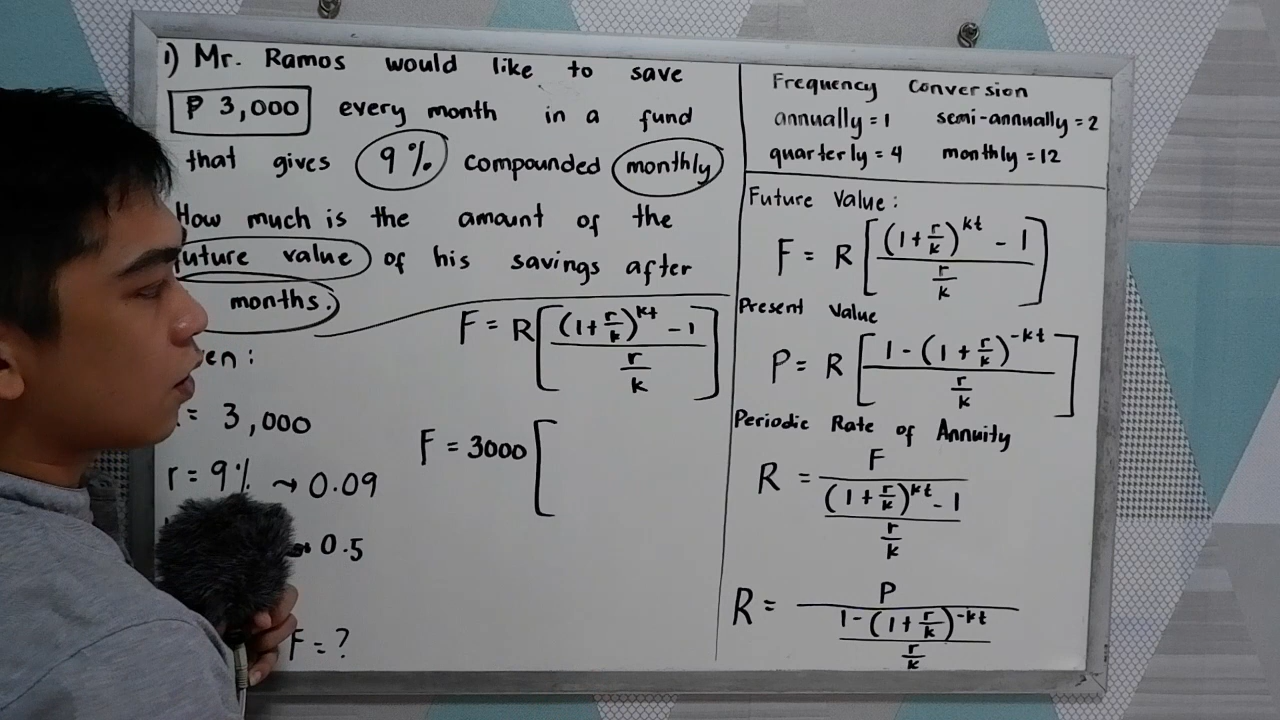 1) Mr. Ramos would like to save
₱ 3,000 every month in a fund
that gives 9% compounded monthly
How much is the amount of the
future value of his savings after
months.
F = R[((1+r/k)^kt - 1)/(r/k)]
= 3,000
F = 3000[
r = 9% → 0.09
0.5
F = ?
Frequency Conversion
annually = 1 semi-annually = 2
quarterly = 4 monthly = 12
Future Value:
F = R[((1+r/k)^kt - 1)/(r/k)]
Present Value
P = R[(1-(1+r/k)^-kt)/(r/k)]
Periodic Rate of Annuity
R = F/(((1+r/k)^kt - 1)/(r/k))
R = P/((1-(1+r/k)^-kt)/(r/k))